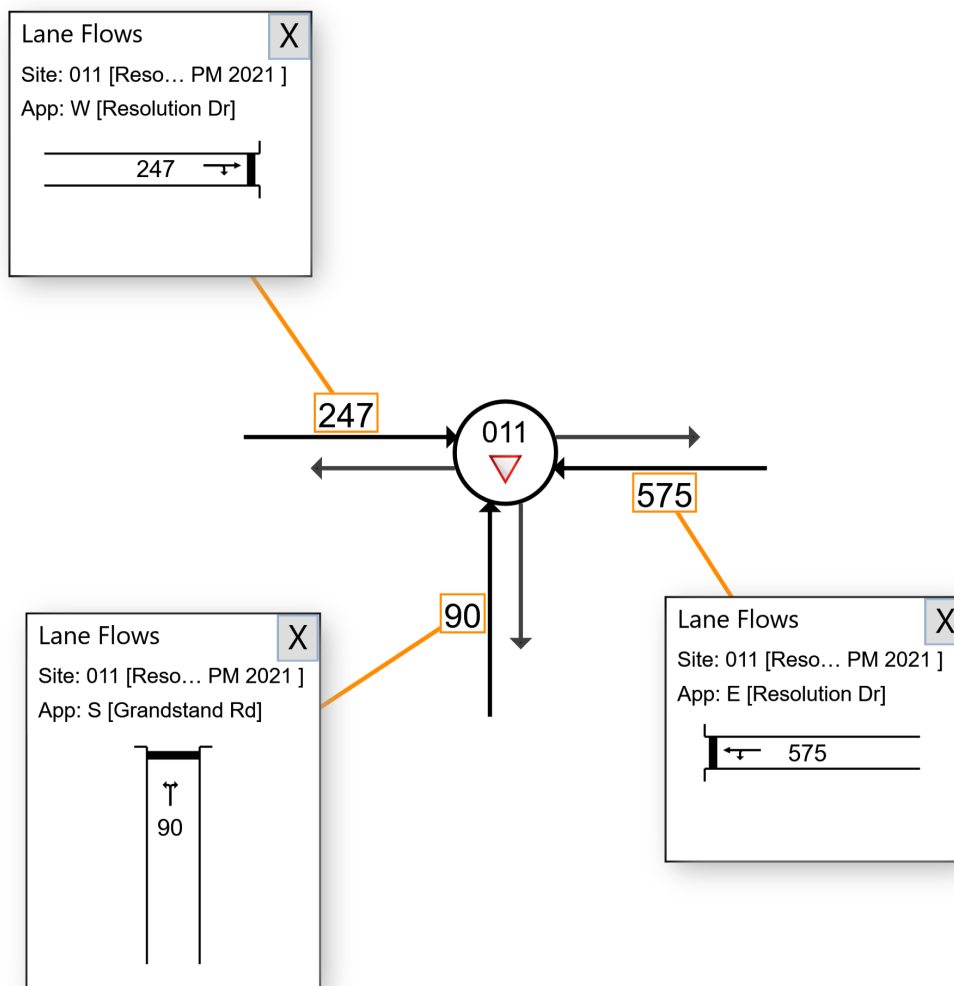 Lane Flows
X
Site: 011 [Reso… PM 2021 ]
App: W [Resolution Dr]
247
247
011
575
90
Lane Flows
X
Site: 011 [Reso… PM 2021 ]
App: S [Grandstand Rd]
90
Lane Flows
X
Site: 011 [Reso… PM 2021 ]
App: E [Resolution Dr]
575